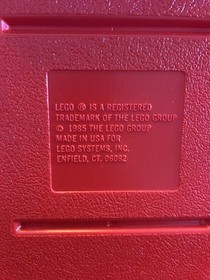 LEGO ® IS A REGISTERED
TRADEMARK OF THE LEGO GROUP
© 1985 THE LEGO GROUP
MADE IN USA FOR
LEGO SYSTEMS, INC.
ENFIELD, CT. 06082